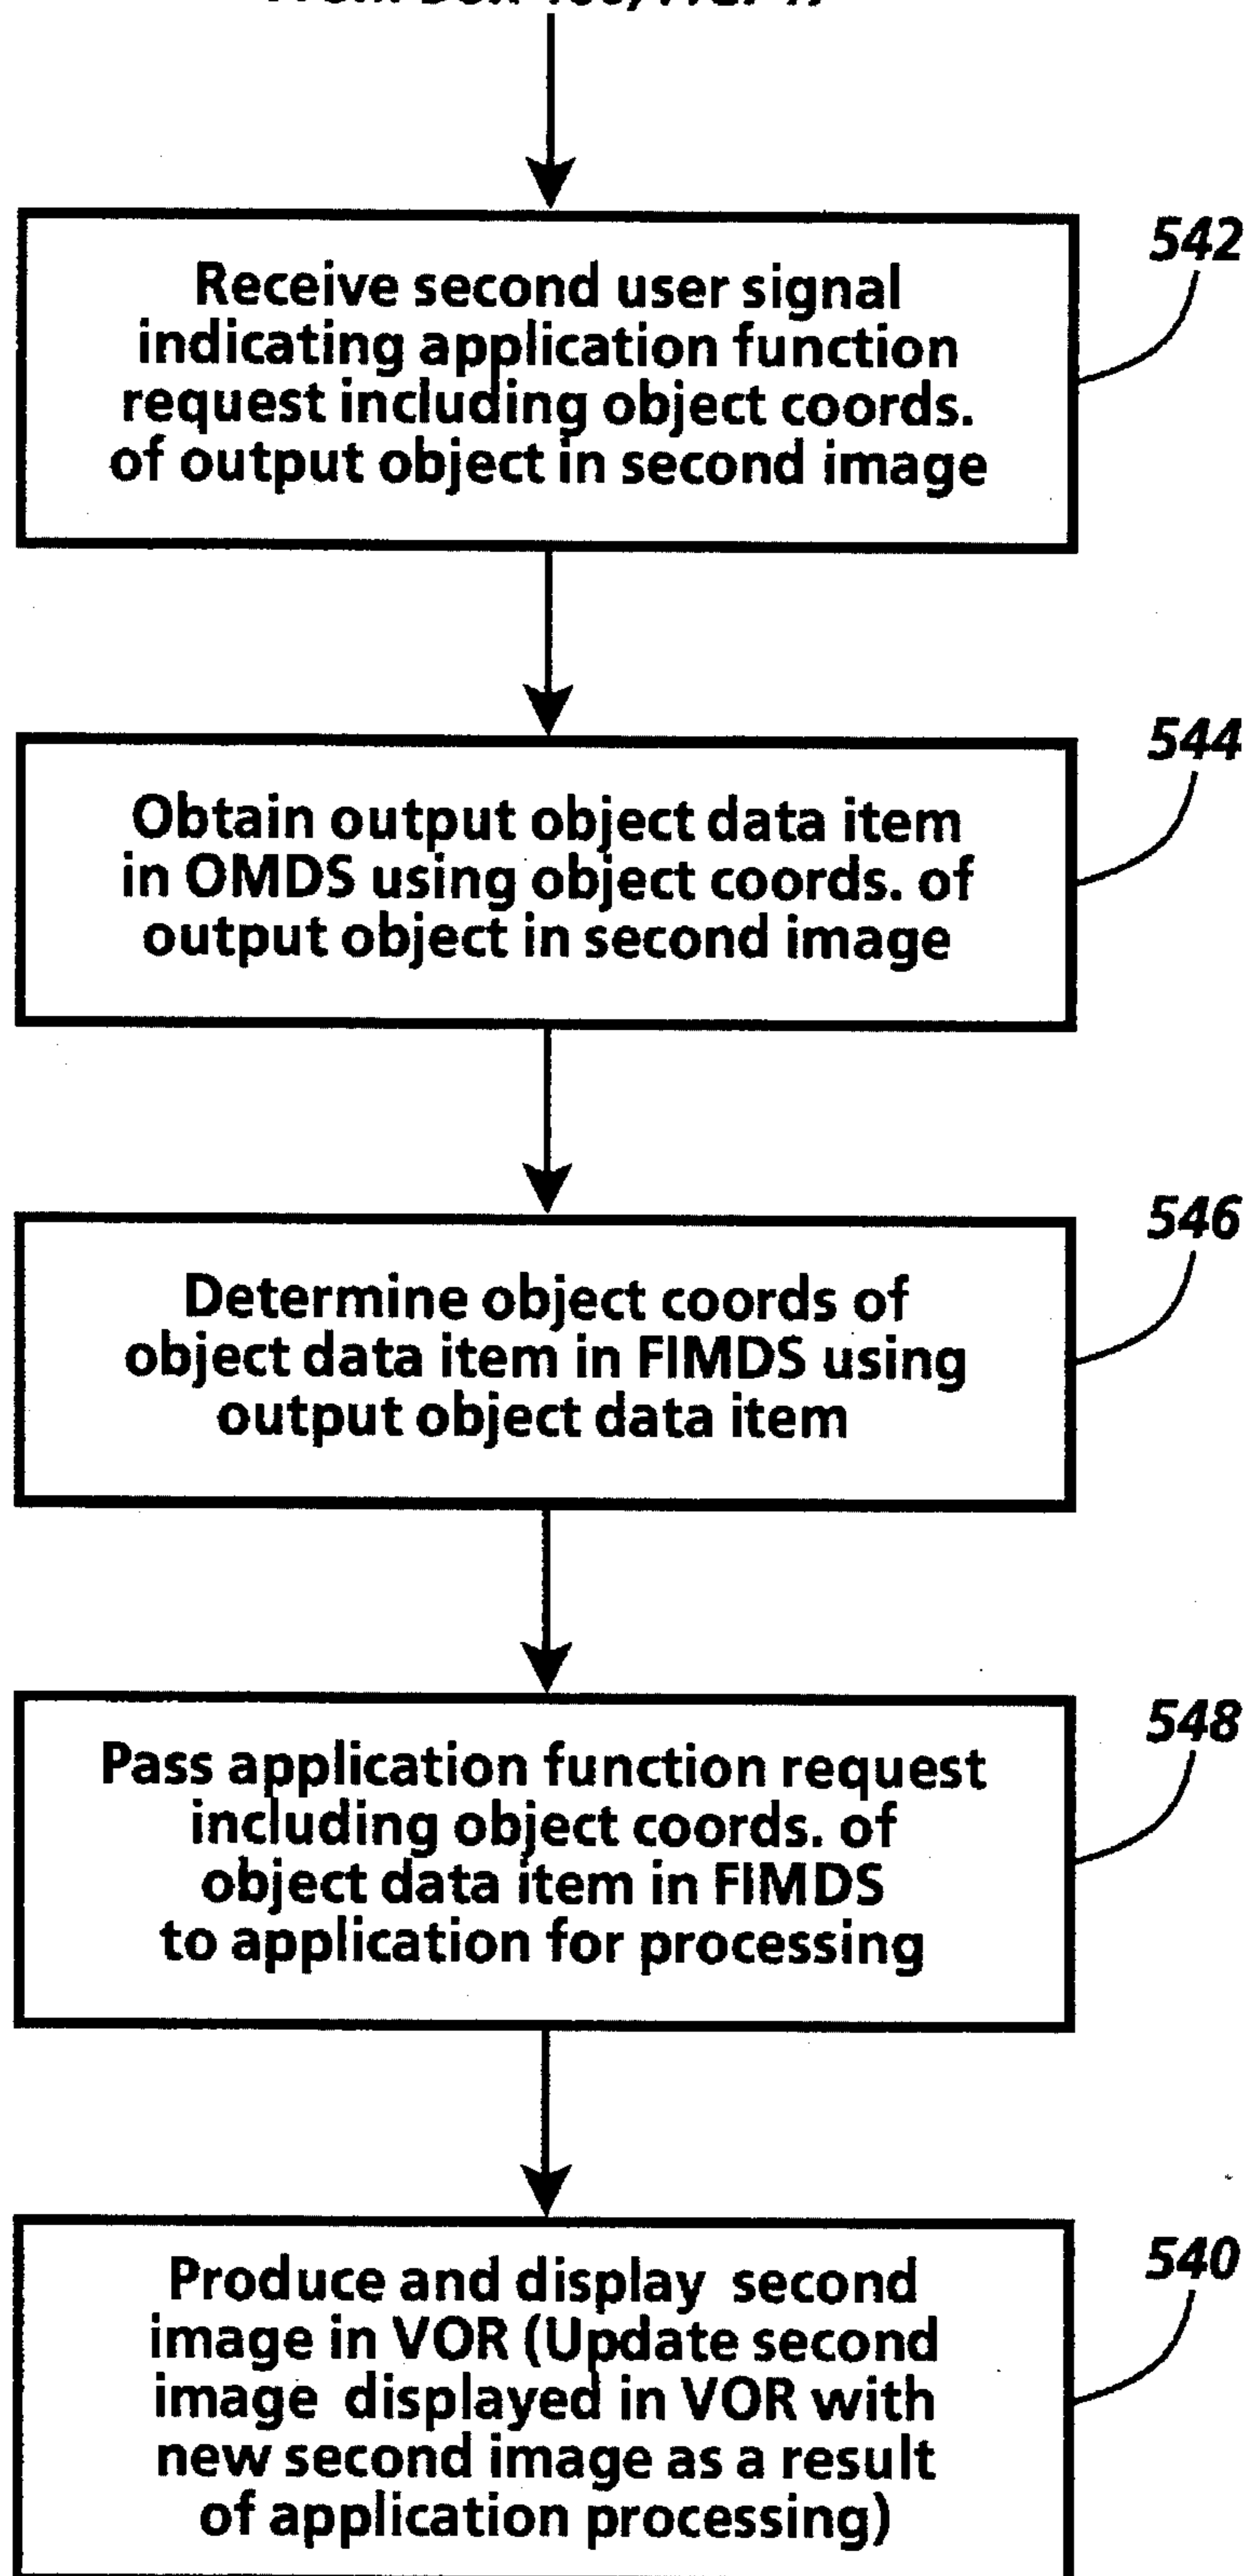 542
Receive second user signal
indicating application function
request including object coords.
of output object in second image
544
Obtain output object data item
in OMDS using object coords. of
output object in second image
546
Determine object coords of
object data item in FIMDS using
output object data item
548
Pass application function request
including object coords. of
object data item in FIMDS
to application for processing
540
Produce and display second
image in VOR (Update second
image displayed in VOR with
new second image as a result
of application processing)